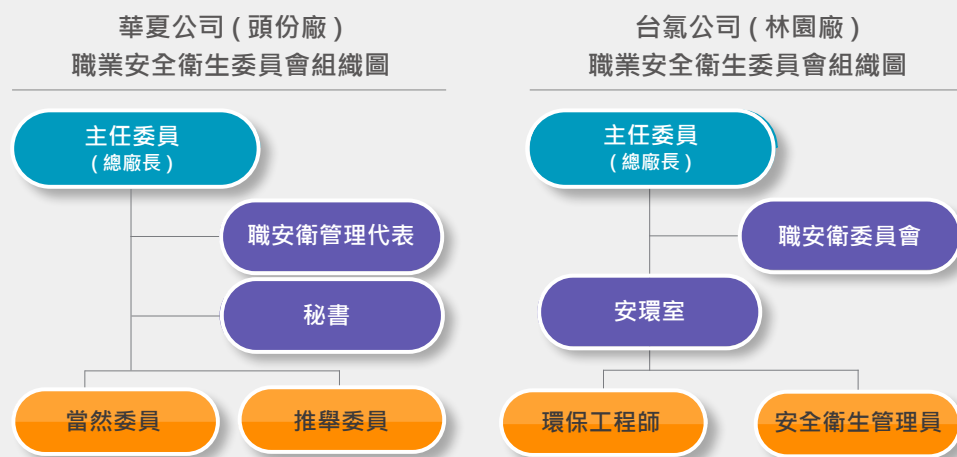 華夏公司 ( 頭份廠 )
職業安全衛生委員會組織圖
主任委員
( 總廠長 )
職安衛管理代表
秘書
當然委員
推舉委員
台氯公司 ( 林園廠 )
職業安全衛生委員會組織圖
主任委員
( 總廠長 )
職安衛委員會
安環室
環保工程師
安全衛生管理員